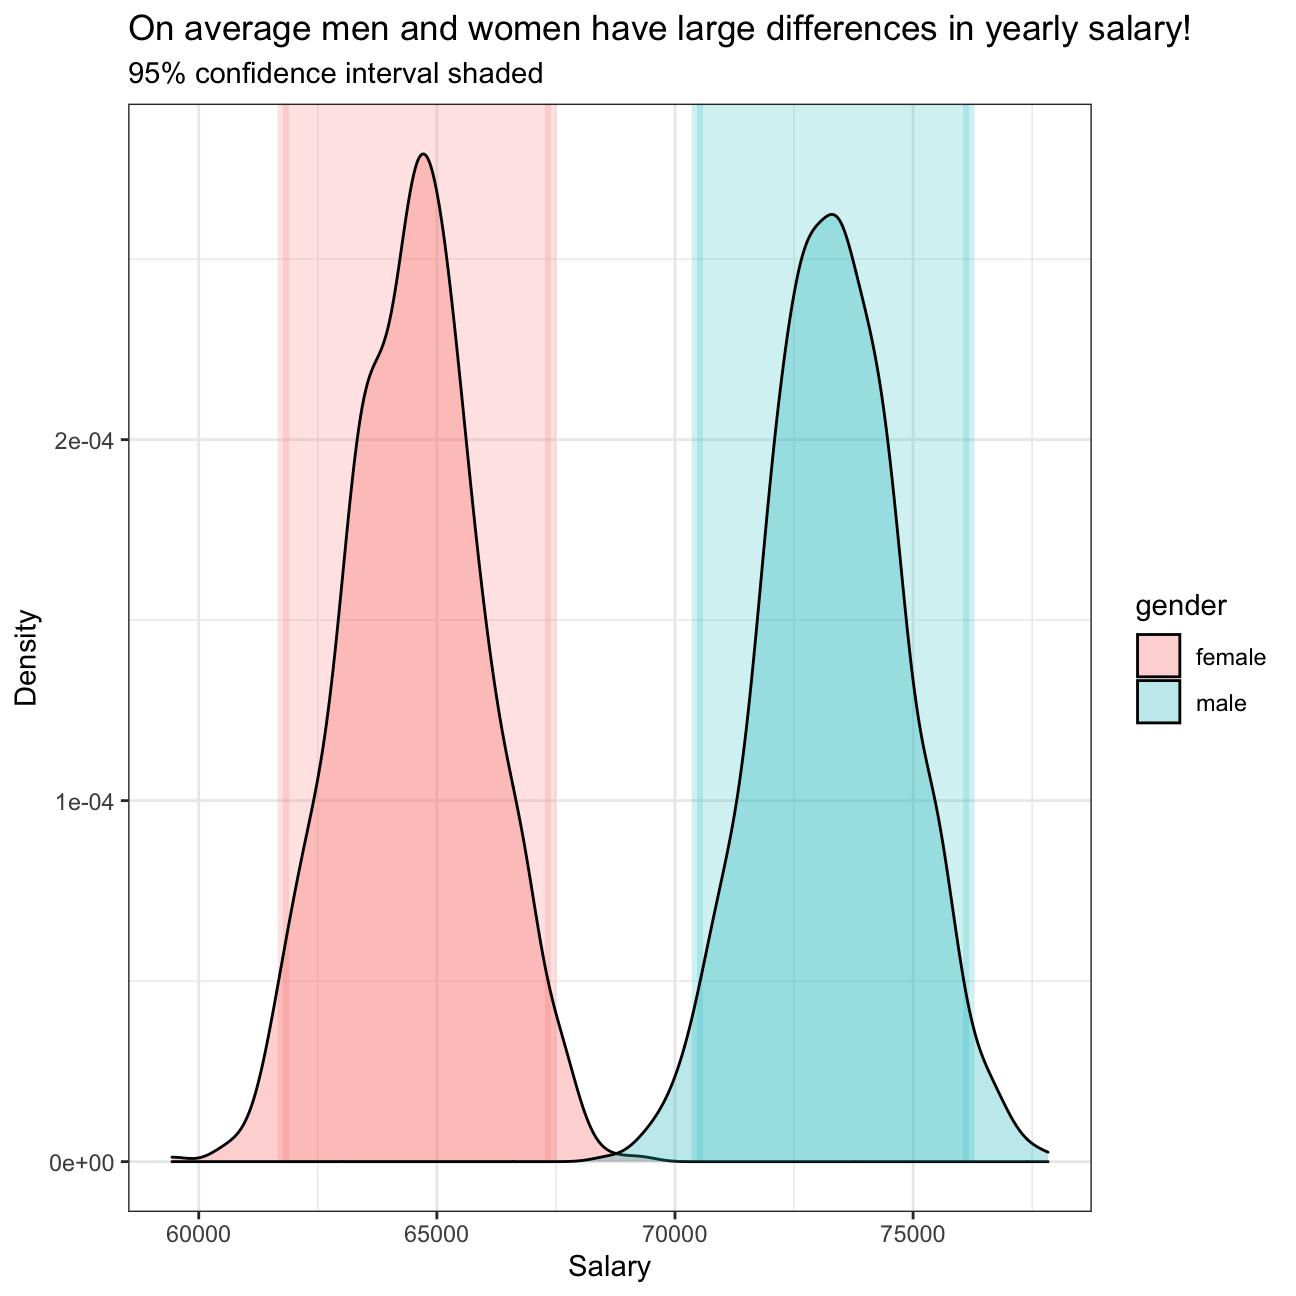 On average men and women have large differences in yearly salary!
95% confidence interval shaded
Density
2e-04
1e-04
0e+00
60000 65000 70000 75000
Salary
gender
female
male